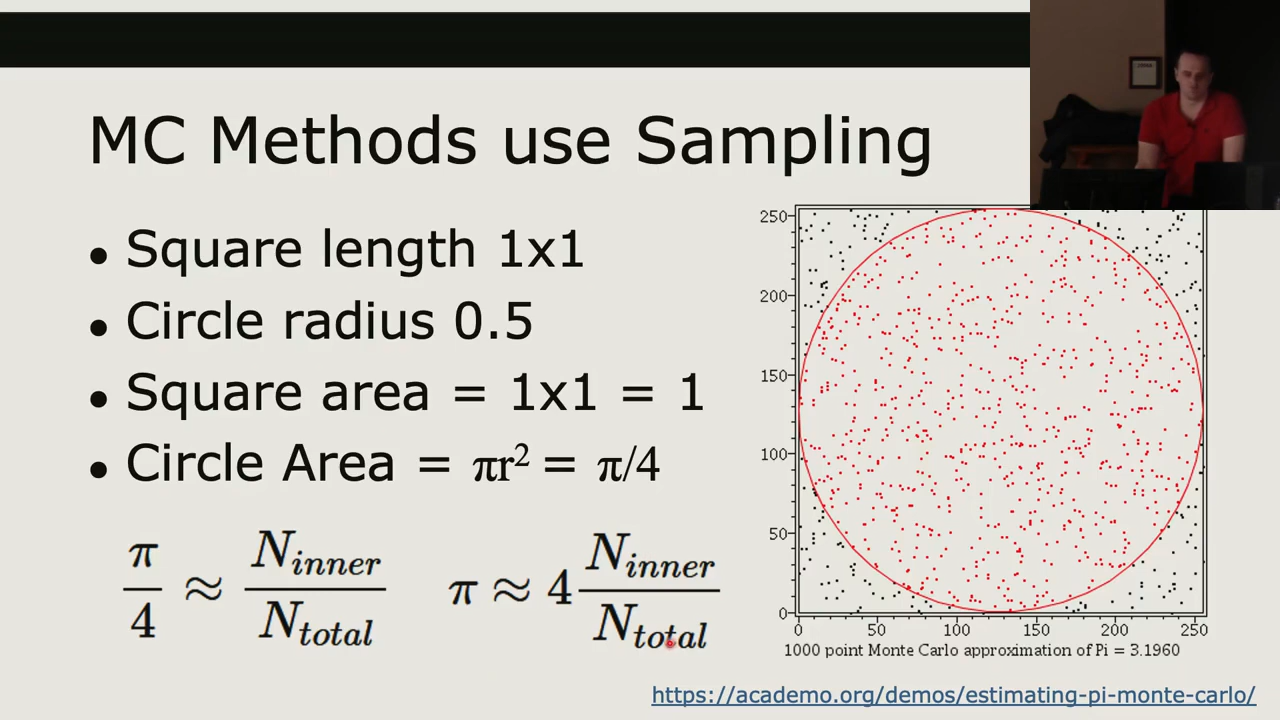 MC Methods use Sampling
• Square length 1x1
• Circle radius 0.5
• Square area = 1x1 = 1
• Circle Area = πr² = π/4
π/4 ≈ N_inner/N_total
π ≈ 4 N_inner/N_total
250
200
150
100
50
0
0 50 100 150 200 250
1000 point Monte Carlo approximation of Pi = 3.1960
https://academo.org/demos/estimating-pi-monte-carlo/